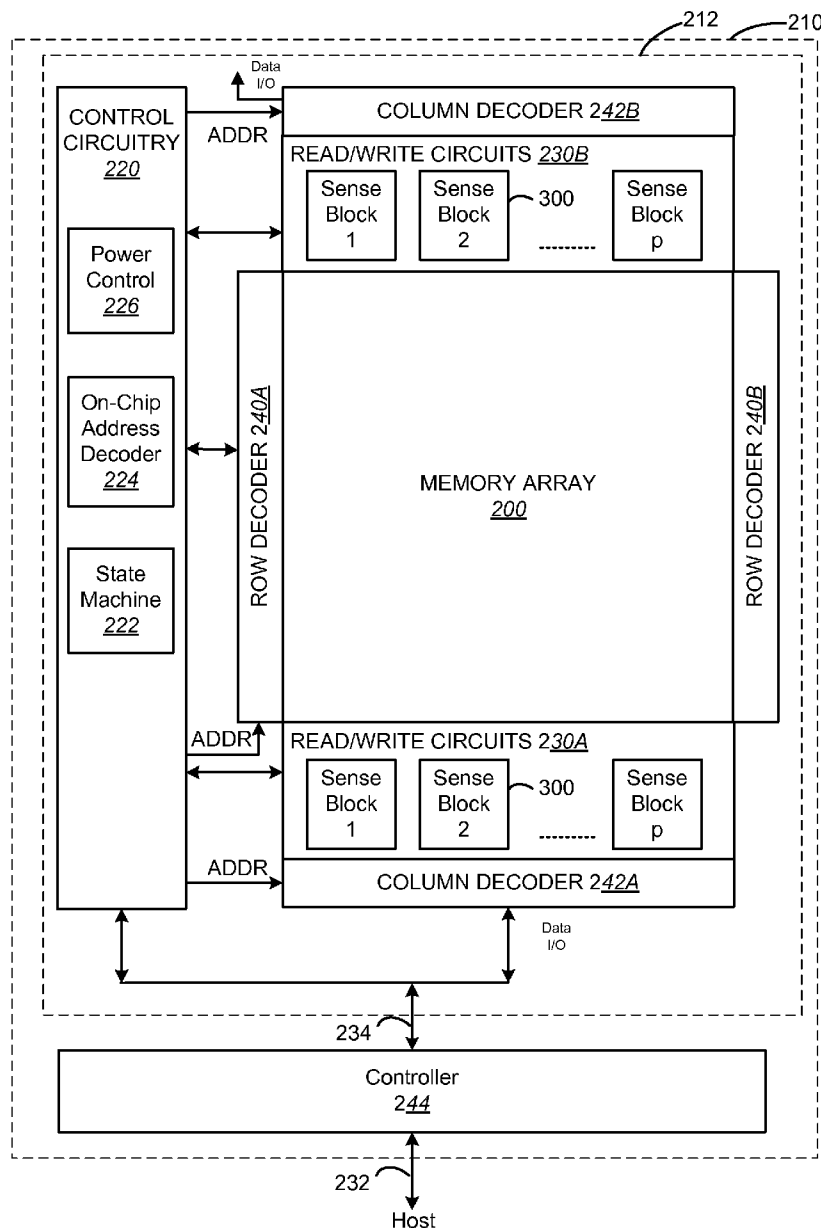 210
212
Data
I/O
CONTROL
CIRCUITRY
220
ADDR
COLUMN DECODER 242B
READ/WRITE CIRCUITS 230B
Sense
Block
1
Sense
Block
2
300
........
Sense
Block
p
Power
Control
226
On-Chip
Address
Decoder
224
State
Machine
222
ROW DECODER 240A
MEMORY ARRAY
200
ROW DECODER 240B
ADDR
READ/WRITE CIRCUITS 230A
Sense
Block
1
Sense
Block
2
300
........
Sense
Block
p
ADDR
COLUMN DECODER 242A
Data
I/O
234
Controller
244
232
Host